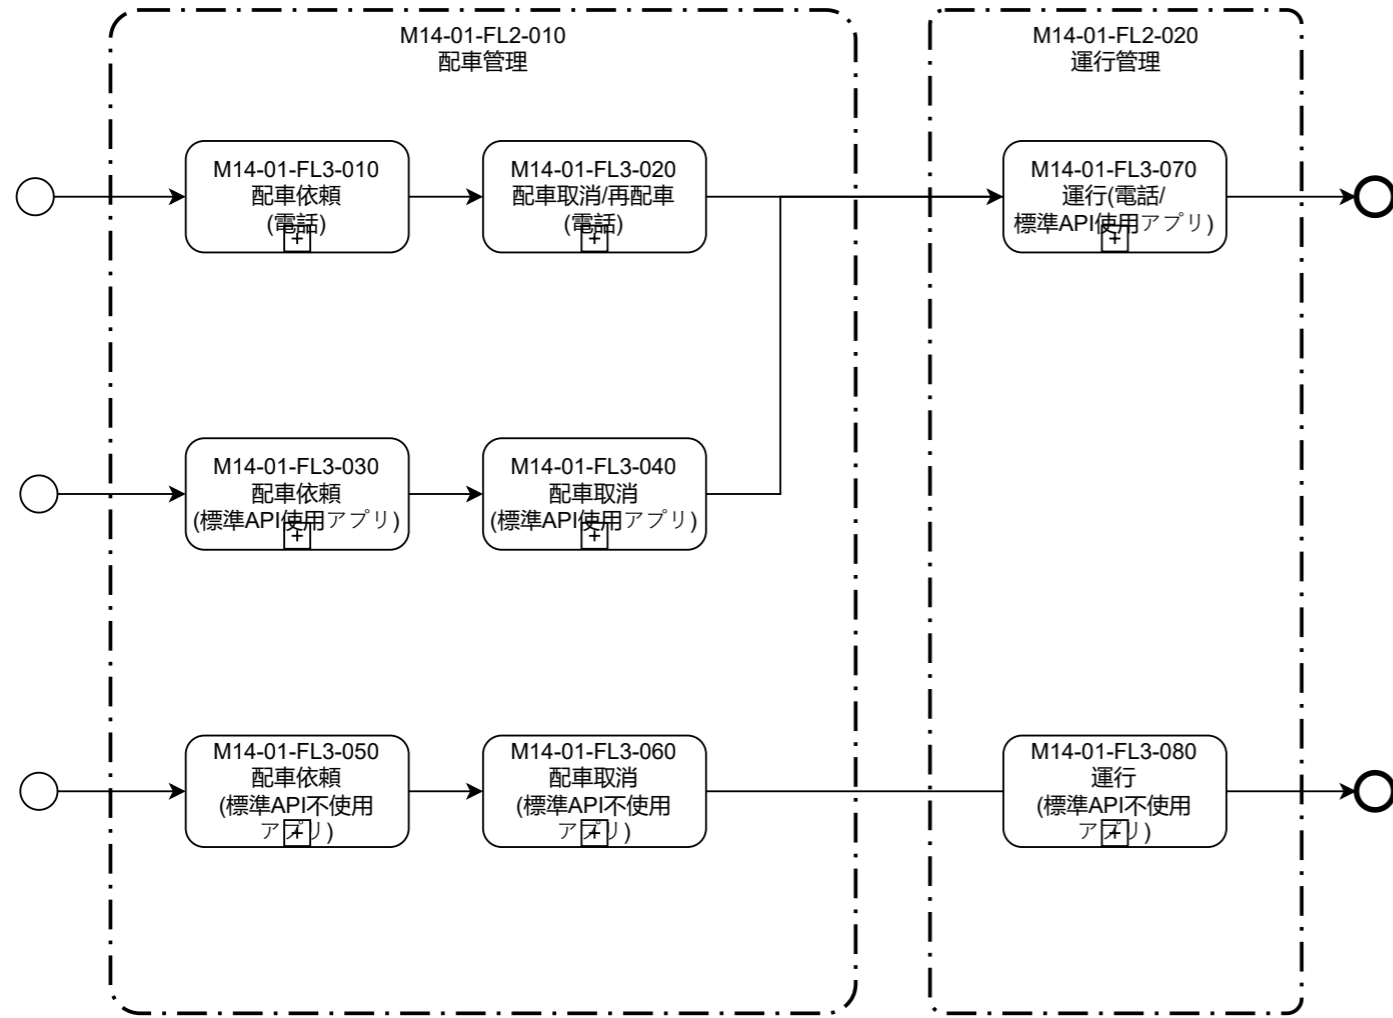 M14-01-FL2-010
配車管理
M14-01-FL2-020
運行管理
M14-01-FL3-010
配車依頼
(電話)
M14-01-FL3-020
配車取消/再配車
(電話)
M14-01-FL3-070
運行(電話/
標準API使用アプリ)
M14-01-FL3-030
配車依頼
(標準API使用アプリ)
M14-01-FL3-040
配車取消
(標準API使用アプリ)
M14-01-FL3-050
配車依頼
(標準API不使用
アプリ)
M14-01-FL3-060
配車取消
(標準API不使用
アプリ)
M14-01-FL3-080
運行
(標準API不使用
アプリ)